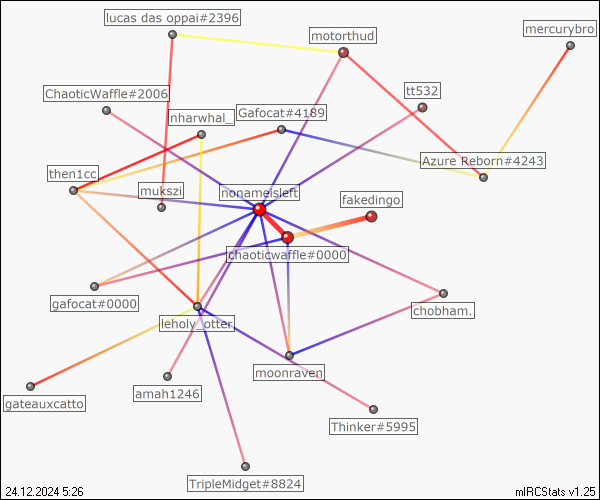 lucas das oppai#2396
mercurybro
motorthud
ChaoticWaffle#2006
tt532
Gafocat#4189
nharwhal_
Azure Reborn#4243
then1cc
mukszi
nonameisleft
fakedingo
chaoticwaffle#0000
gafocat#0000
chobham.
leholy_otter
moonraven
amah1246
gateauxcatto
Thinker#5995
TripleMidget#8824
24.12.2024 5:26
mIRCStats v1.25